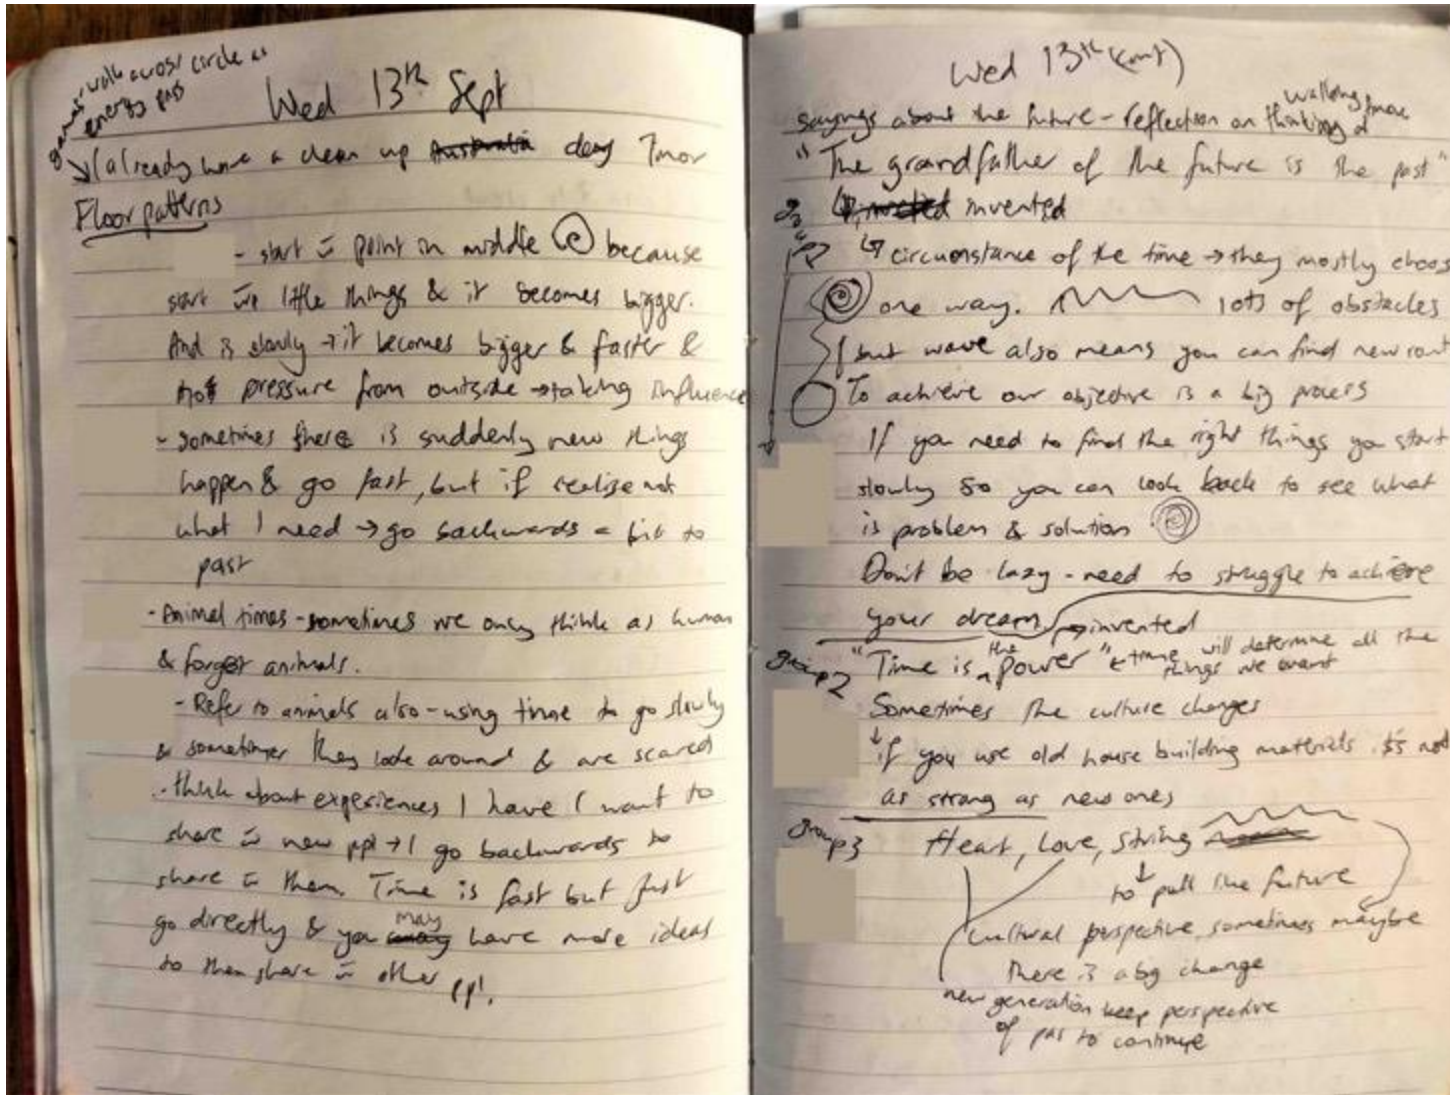 games' walk across circle as
energy pass
Wed 13th Sept
(already have a clean up Australia day Tmor
Floor patterns
- start c̄ point in middle because
start c̄ little things & it becomes bigger.
And is slowly → it becomes bigger & faster &
pressure from outside → taking influence
- sometimes there is suddenly new things
happen & go fast, but if realise not
what I need → go backwards a bit to
past
- Animal times - sometimes we only think as human
& forget animals.
- Refer to animals also - using time to go slowly
& sometimes they look around & are scared
- think about experiences I have I want to
share c̄ new ppl → I go backwards to
share c̄ them. Time is fast but just
may
go directly & you have more ideas
to then share c̄ other ppl.
Wed 13th (cont)
walking
sayings about the future - reflection on thinking of
"The grandfather of the future is the past"
invented
↳ circumstance of the time → they mostly choos
one way. lots of obstacles
but wave also means you can find new rout
To achieve our objective is a big process
If you need to find the right things you start
slowly so you can look back to see what
is problem & solution
Don't be lazy - need to struggle to achieve
your dream
→ invented
group 2 "Time is the power" ← time will determine all the
things we want
Sometimes the culture changes
↓ if you use old house building materials it's not
as strong as new ones
group 3 Heart, Love, String
↓
to pull the future
cultural perspective, sometimes maybe
there is a big change
new generation keep perspective
of pas to continue